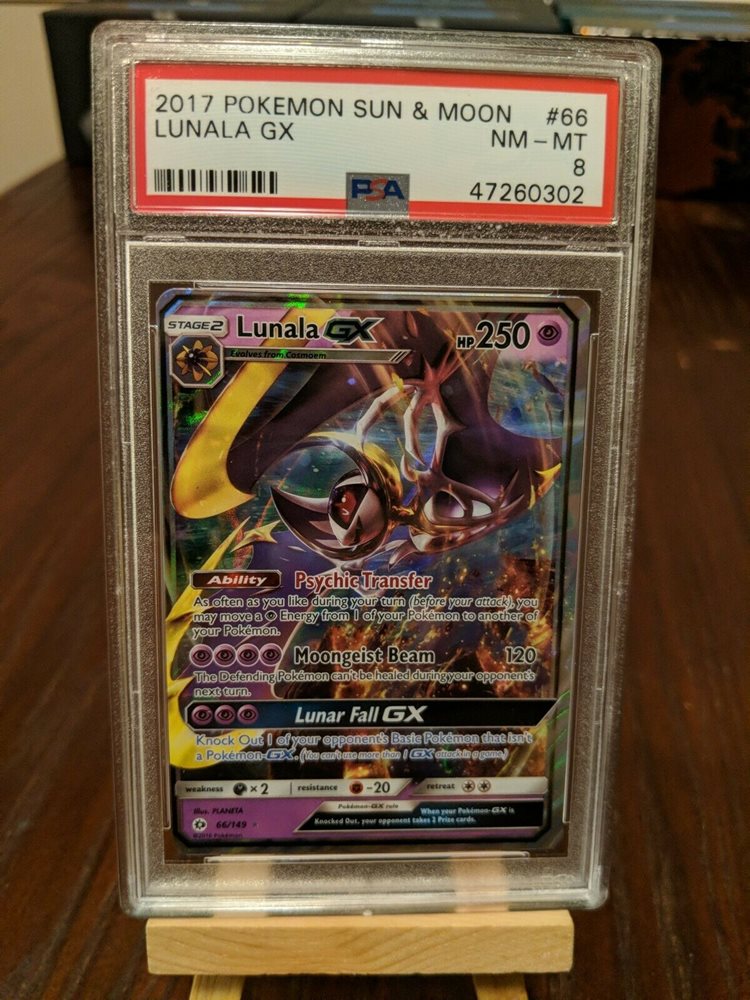 2017 POKEMON SUN & MOON #66
LUNALA GX NM - MT
8
PSA 47260302
STAGE2 Lunala GX HP250
Evolves from Cosmoem
Ability Psychic Transfer
As often as you like during your turn (before your attack), you
may move a Energy from 1 of your Pokémon to another of
your Pokémon.
Moongeist Beam 120
The Defending Pokémon can't be healed during your opponent's
next turn.
Lunar Fall GX
Knock Out 1 of your opponent's Basic Pokémon that isn't
a Pokémon-GX. (You can't use more than 1 GX attack in a game.)
weakness ×2 resistance -20 retreat
Illus. PLANETA Pokémon-GX rule When your Pokémon-GX is
66/149 Knocked Out, your opponent takes 2 Prize cards.
©2016 Pokémon